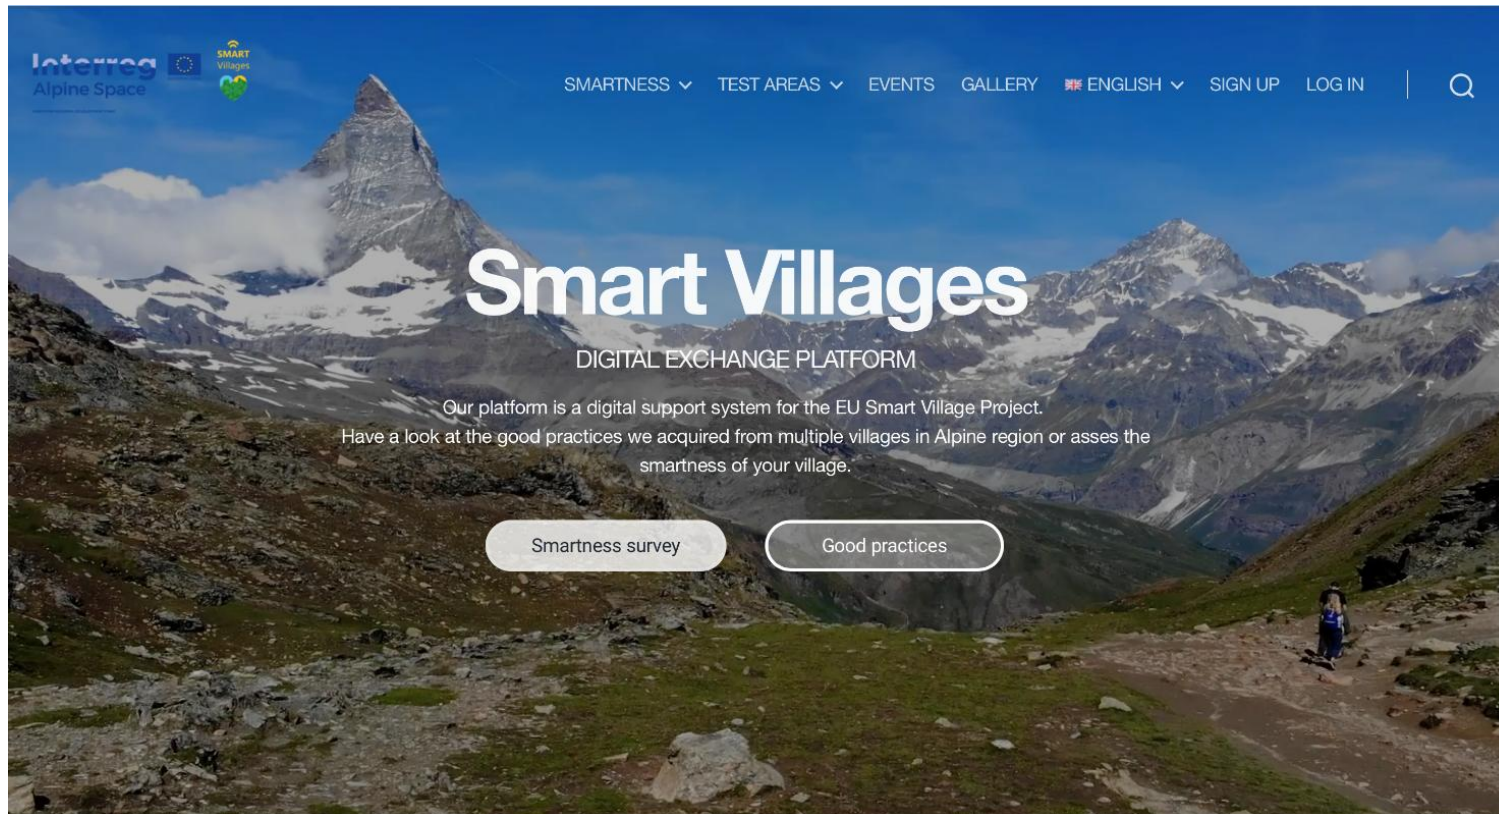 Interreg
Alpine Space
SMART
Villages
SMARTNESS
TEST AREAS
EVENTS
GALLERY
ENGLISH
SIGN UP
LOG IN
Smart Villages
DIGITAL EXCHANGE PLATFORM
Our platform is a digital support system for the EU Smart Village Project.
Have a look at the good practices we acquired from multiple villages in Alpine region or asses the
smartness of your village.
Smartness survey
Good practices